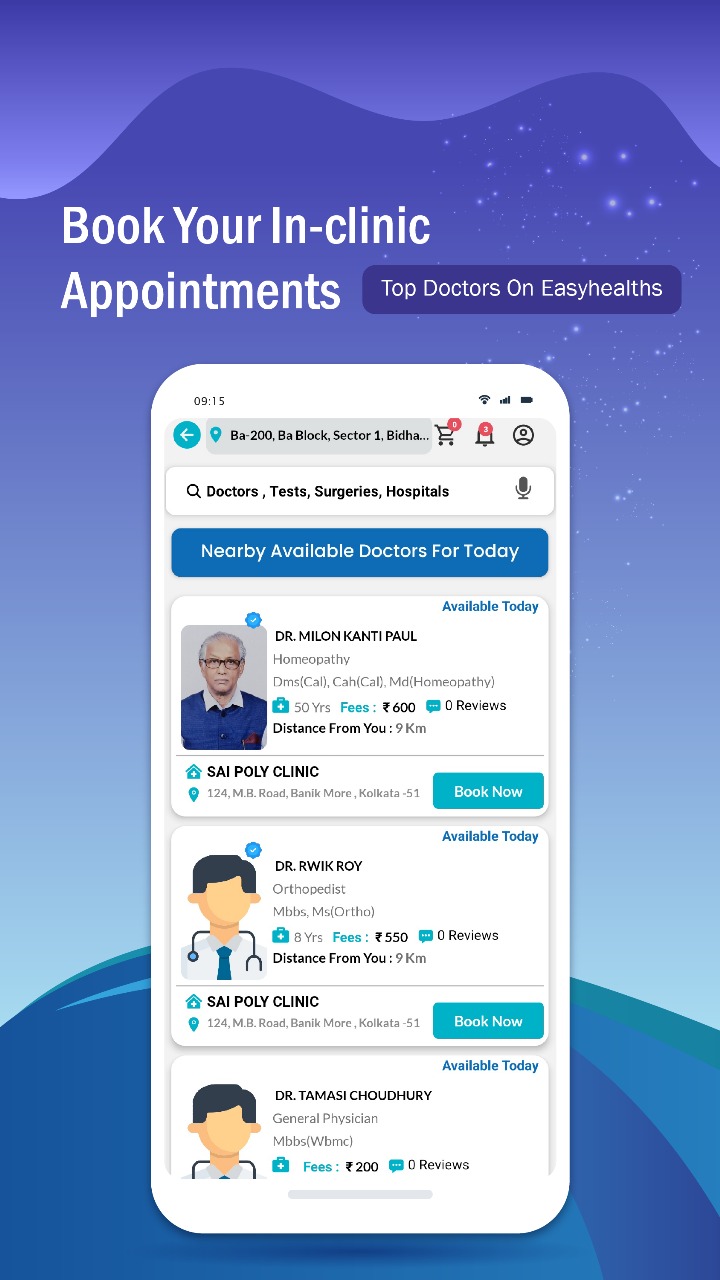 Book Your In-clinic
Appointments
Top Doctors On Easyhealths
09:15
Ba-200, Ba Block, Sector 1, Bidha...
0
3
Doctors , Tests, Surgeries, Hospitals
Nearby Available Doctors For Today
Available Today
DR. MILON KANTI PAUL
Homeopathy
Dms(Cal), Cah(Cal), Md(Homeopathy)
50 Yrs Fees : ₹ 600 0 Reviews
Distance From You : 9 Km
SAI POLY CLINIC
124, M.B. Road, Banik More , Kolkata -51
Book Now
Available Today
DR. RWIK ROY
Orthopedist
Mbbs, Ms(Ortho)
8 Yrs Fees : ₹ 550 0 Reviews
Distance From You : 9 Km
SAI POLY CLINIC
124, M.B. Road, Banik More , Kolkata -51
Book Now
Available Today
DR. TAMASI CHOUDHURY
General Physician
Mbbs(Wbmc)
Fees : ₹ 200 0 Reviews